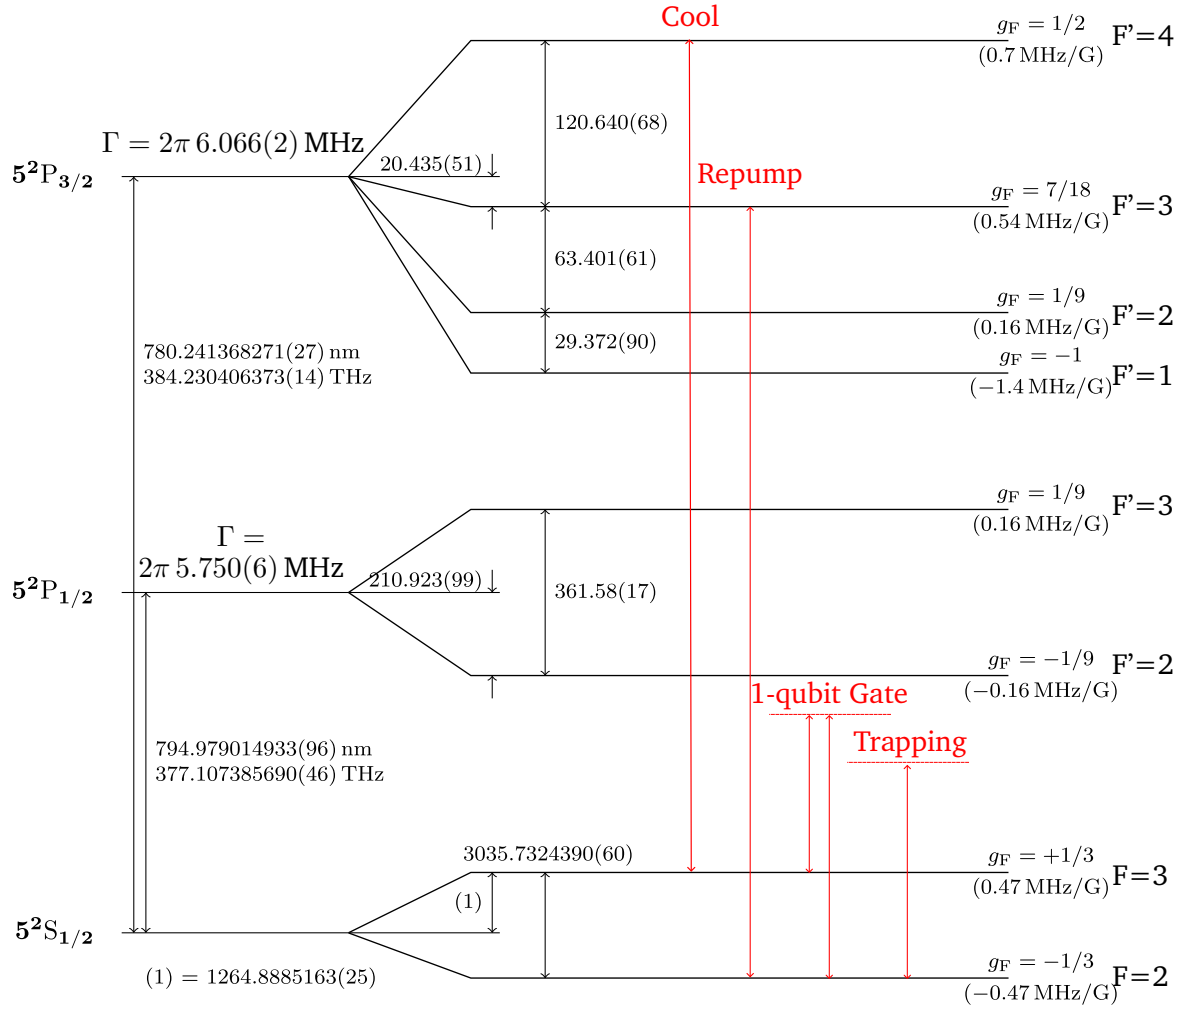 Cool
g_F = 1/2 F'=4
(0.7 MHz/G)
120.640(68)
Γ = 2π 6.066(2) MHz
20.435(51)
5²P₃/₂
Repump
g_F = 7/18 F'=3
(0.54 MHz/G)
63.401(61)
g_F = 1/9 F'=2
(0.16 MHz/G)
29.372(90)
780.241368271(27) nm
384.230406373(14) THz
g_F = −1 F'=1
(−1.4 MHz/G)
g_F = 1/9 F'=3
(0.16 MHz/G)
Γ =
2π 5.750(6) MHz
210.923(99)
5²P₁/₂
361.58(17)
g_F = −1/9 F'=2
(−0.16 MHz/G)
1-qubit Gate
Trapping
794.979014933(96) nm
377.107385690(46) THz
3035.7324390(60)
g_F = +1/3 F=3
(0.47 MHz/G)
(1)
5²S₁/₂
(1) = 1264.8885163(25)
g_F = −1/3 F=2
(−0.47 MHz/G)